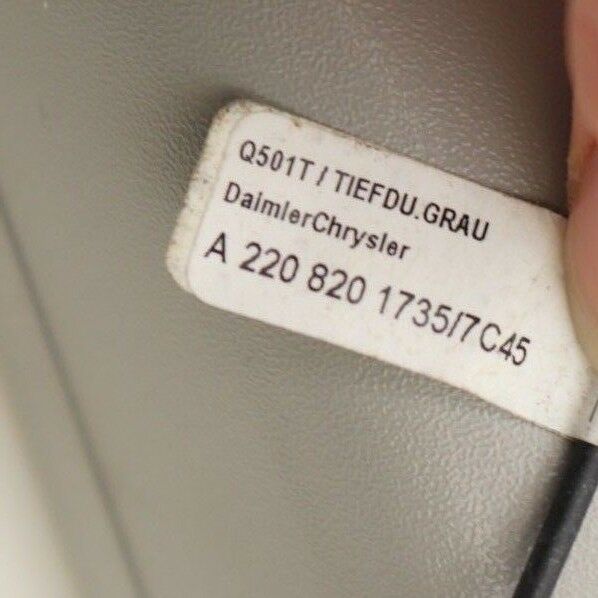 Q501T / TIEFDU.GRAU
DaimlerChrysler
A 220 820 1735/7C45